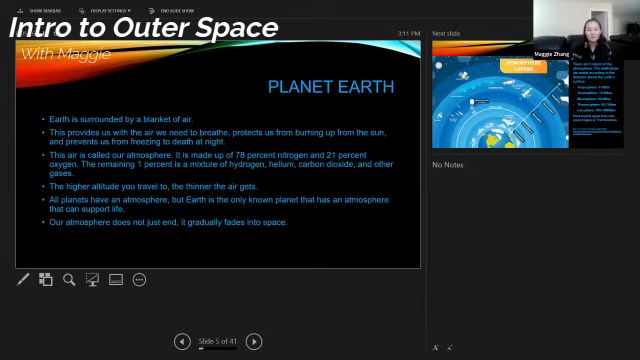 SHOW TASKBAR
DISPLAY SETTINGS
END SLIDE SHOW
Intro to Outer Space
With Maggie
3:11 PM
Next slide
Maggie Zhang
PLANET EARTH
Earth is surrounded by a blanket of air.
This provides us with the air we need to breathe, protects us from burning up from the sun,
and prevents us from freezing to death at night.
This air is called our atmosphere. It is made up of 78 percent nitrogen and 21 percent
oxygen. The remaining 1 percent is a mixture of hydrogen, helium, carbon dioxide, and other
gases.
The higher altitude you travel to, the thinner the air gets.
All planets have an atmosphere, but Earth is the only known planet that has an atmosphere
that can support life.
Our atmosphere does not just end, it gradually fades into space.
ATMOSPHERE
LAYERS
No Notes.
Slide 5 of 41